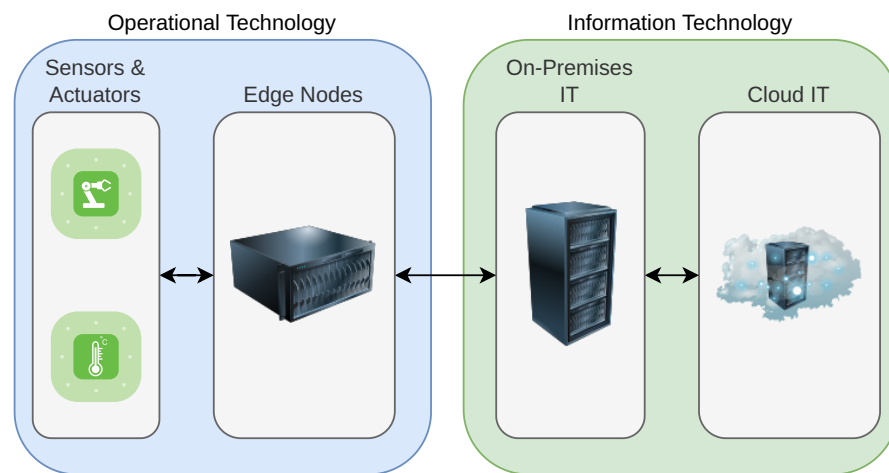 Operational Technology
Information Technology
Sensors &
Actuators
Edge Nodes
On-Premises
IT
Cloud IT
°C